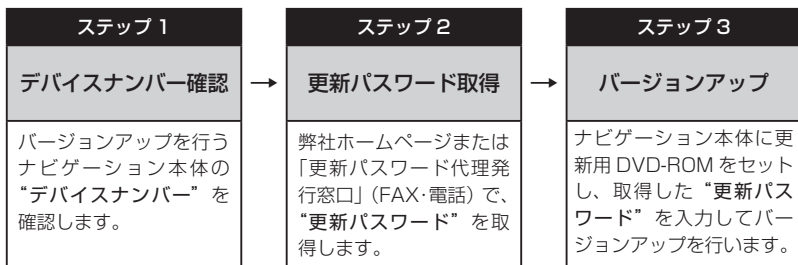 ステップ 1
デバイスナンバー確認
バージョンアップを行う
ナビゲーション本体の
“デバイスナンバー” を
確認します。
→
ステップ 2
更新パスワード取得
弊社ホームページまたは
「更新パスワード代理発
行窓口」（FAX・電話）で、
“更新パスワード” を取
得します。
→
ステップ 3
バージョンアップ
ナビゲーション本体に更
新用 DVD-ROM をセット
し、取得した “更新パス
ワード” を入力してバー
ジョンアップを行います。